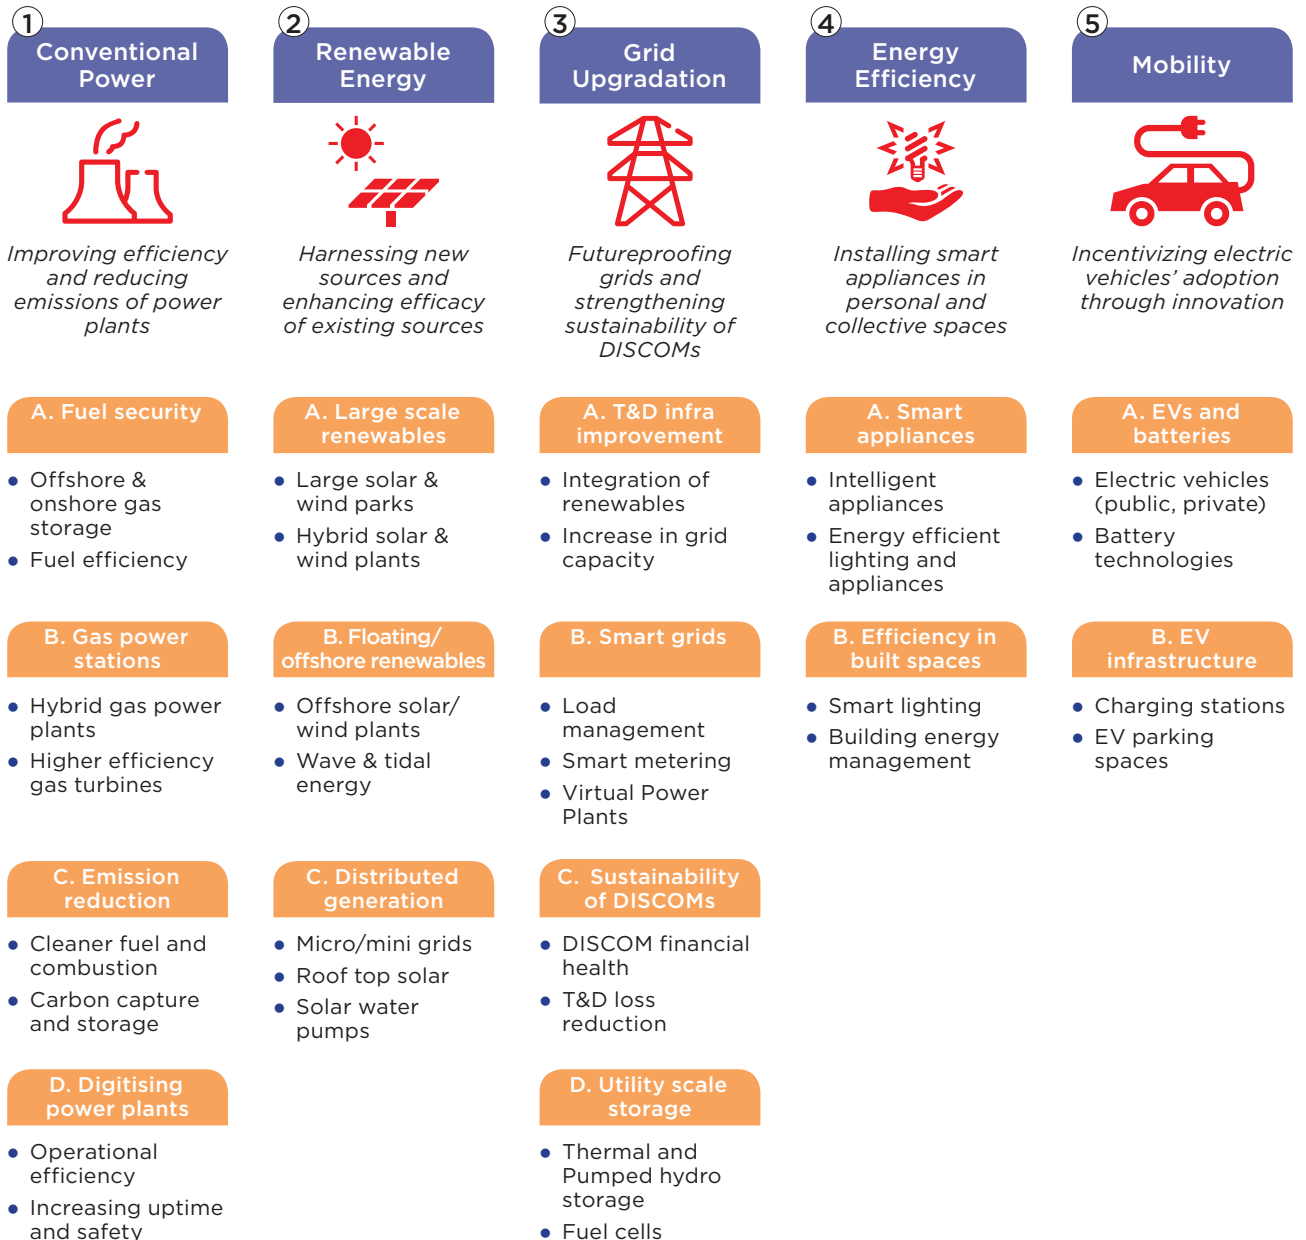 1
Conventional
Power
Improving efficiency
and reducing
emissions of power
plants
A. Fuel security
• Offshore &
onshore gas
storage
• Fuel efficiency
B. Gas power
stations
• Hybrid gas power
plants
• Higher efficiency
gas turbines
C. Emission
reduction
• Cleaner fuel and
combustion
• Carbon capture
and storage
D. Digitising
power plants
• Operational
efficiency
• Increasing uptime
and safety
2
Renewable
Energy
Harnessing new
sources and
enhancing efficacy
of existing sources
A. Large scale
renewables
• Large solar &
wind parks
• Hybrid solar &
wind plants
B. Floating/
offshore renewables
• Offshore solar/
wind plants
• Wave & tidal
energy
C. Distributed
generation
• Micro/mini grids
• Roof top solar
• Solar water
pumps
3
Grid
Upgradation
Futureproofing
grids and
strengthening
sustainability of
DISCOMs
A. T&D infra
improvement
• Integration of
renewables
• Increase in grid
capacity
B. Smart grids
• Load
management
• Smart metering
• Virtual Power
Plants
C. Sustainability
of DISCOMs
• DISCOM financial
health
• T&D loss
reduction
D. Utility scale
storage
• Thermal and
Pumped hydro
storage
• Fuel cells
4
Energy
Efficiency
Installing smart
appliances in
personal and
collective spaces
A. Smart
appliances
• Intelligent
appliances
• Energy efficient
lighting and
appliances
B. Efficiency in
built spaces
• Smart lighting
• Building energy
management
5
Mobility
Incentivizing electric
vehicles’ adoption
through innovation
A. EVs and
batteries
• Electric vehicles
(public, private)
• Battery
technologies
B. EV
infrastructure
• Charging stations
• EV parking
spaces